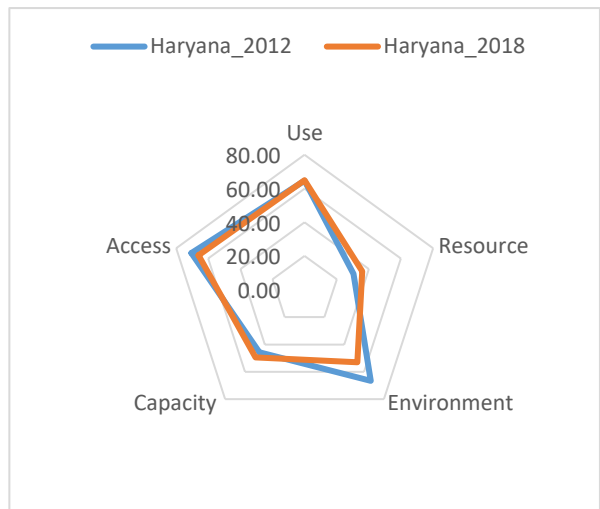 Haryana_2012 Haryana_2018
Use
80.00
60.00
40.00
20.00
0.00
Access
Resource
Capacity
Environment